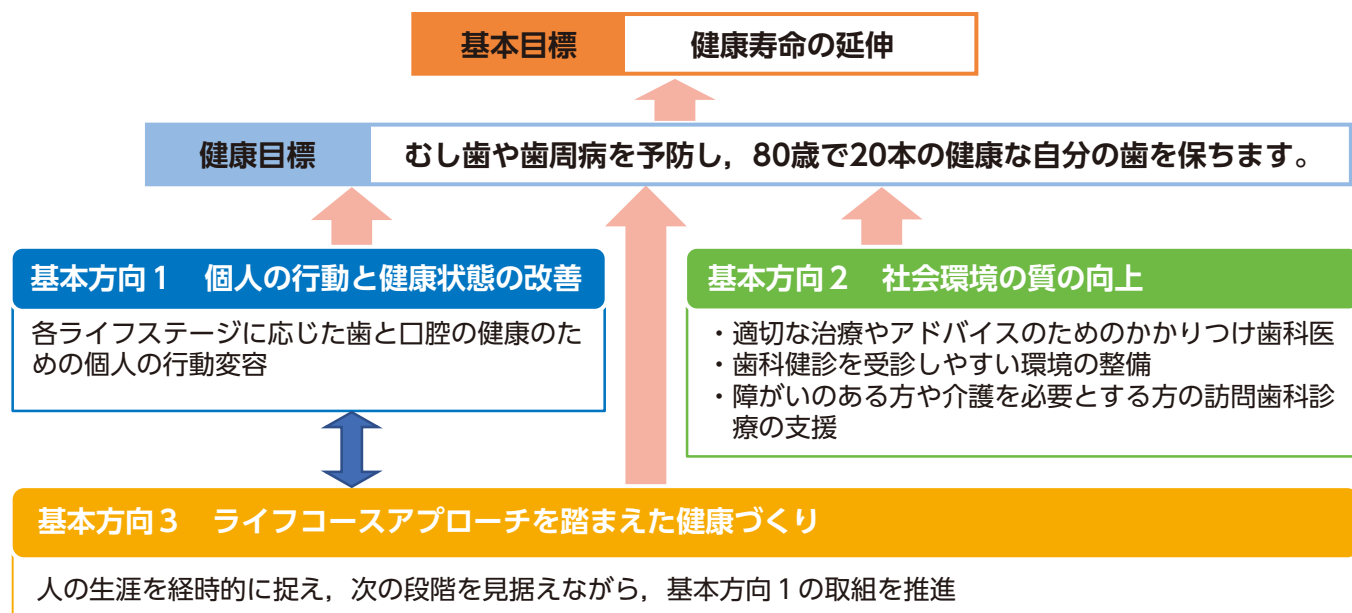 基本目標 健康寿命の延伸
健康目標 むし歯や歯周病を予防し，80歳で20本の健康な自分の歯を保ちます。
基本方向１　個人の行動と健康状態の改善
各ライフステージに応じた歯と口腔の健康のた
めの個人の行動変容
基本方向２　社会環境の質の向上
・適切な治療やアドバイスのためのかかりつけ歯科医
・歯科健診を受診しやすい環境の整備
・障がいのある方や介護を必要とする方の訪問歯科診
療の支援
基本方向３　ライフコースアプローチを踏まえた健康づくり
人の生涯を経時的に捉え，次の段階を見据えながら，基本方向１の取組を推進